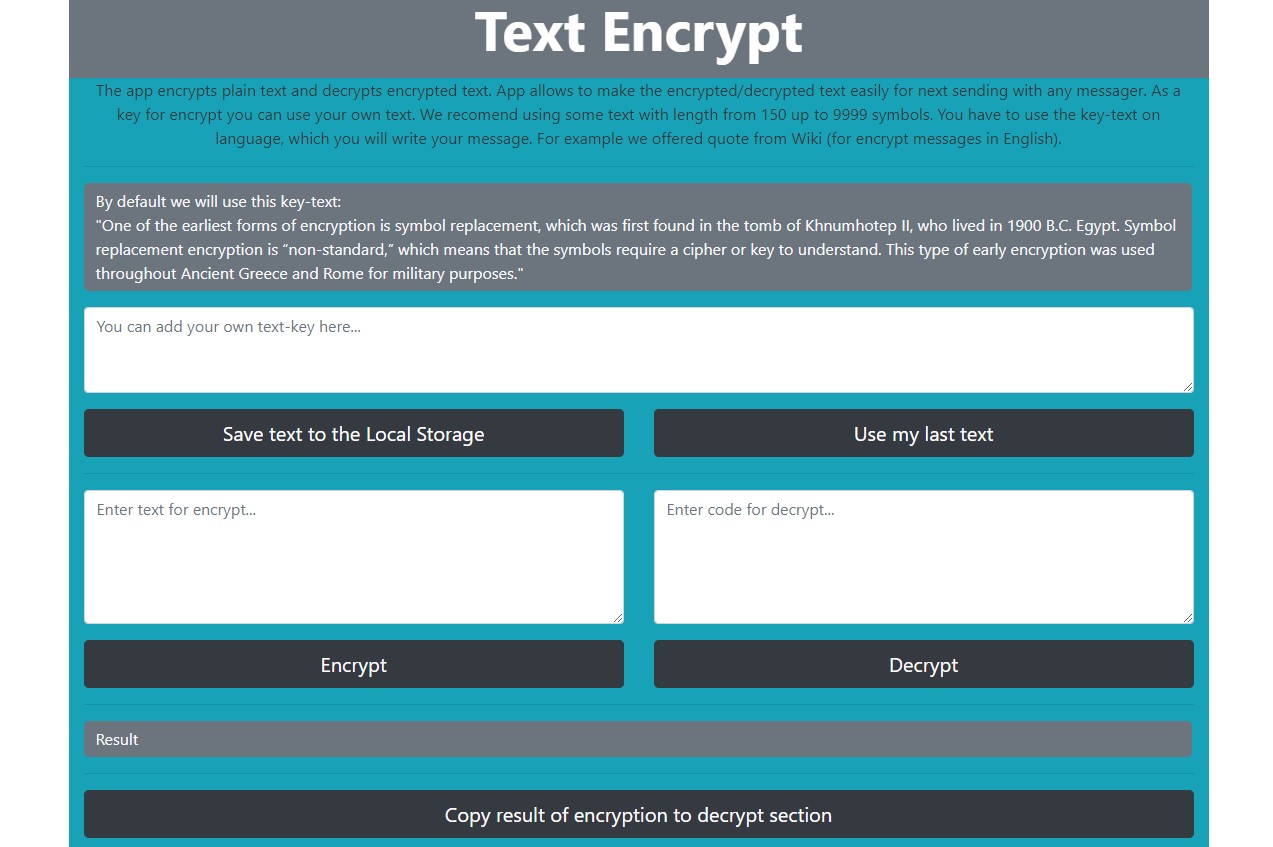 Text Encrypt
The app encrypts plain text and decrypts encrypted text. App allows to make the encrypted/decrypted text easily for next sending with any messager. As a
key for encrypt you can use your own text. We recomend using some text with length from 150 up to 9999 symbols. You have to use the key-text on
language, which you will write your message. For example we offered quote from Wiki (for encrypt messages in English).
By default we will use this key-text:
"One of the earliest forms of encryption is symbol replacement, which was first found in the tomb of Khnumhotep II, who lived in 1900 B.C. Egypt. Symbol
replacement encryption is “non-standard,” which means that the symbols require a cipher or key to understand. This type of early encryption was used
throughout Ancient Greece and Rome for military purposes."
You can add your own text-key here...
Save text to the Local Storage
Use my last text
Enter text for encrypt...
Enter code for decrypt...
Encrypt
Decrypt
Result
Copy result of encryption to decrypt section